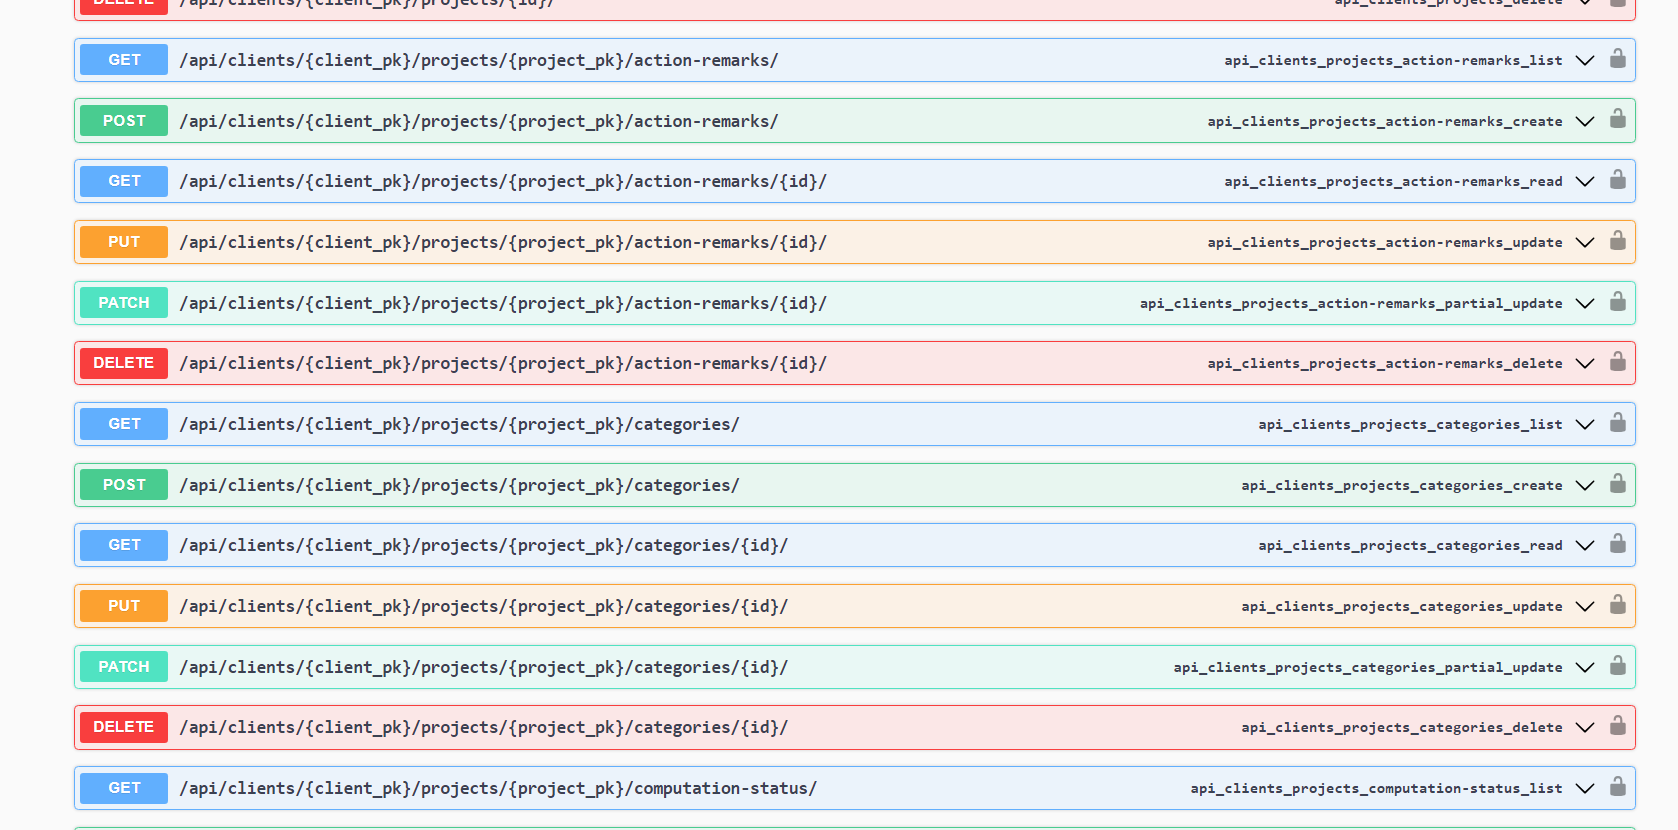 DELETE /api/clients/{client_pk}/projects/{id}/ api_clients_projects_delete
GET /api/clients/{client_pk}/projects/{project_pk}/action-remarks/ api_clients_projects_action-remarks_list
POST /api/clients/{client_pk}/projects/{project_pk}/action-remarks/ api_clients_projects_action-remarks_create
GET /api/clients/{client_pk}/projects/{project_pk}/action-remarks/{id}/ api_clients_projects_action-remarks_read
PUT /api/clients/{client_pk}/projects/{project_pk}/action-remarks/{id}/ api_clients_projects_action-remarks_update
PATCH /api/clients/{client_pk}/projects/{project_pk}/action-remarks/{id}/ api_clients_projects_action-remarks_partial_update
DELETE /api/clients/{client_pk}/projects/{project_pk}/action-remarks/{id}/ api_clients_projects_action-remarks_delete
GET /api/clients/{client_pk}/projects/{project_pk}/categories/ api_clients_projects_categories_list
POST /api/clients/{client_pk}/projects/{project_pk}/categories/ api_clients_projects_categories_create
GET /api/clients/{client_pk}/projects/{project_pk}/categories/{id}/ api_clients_projects_categories_read
PUT /api/clients/{client_pk}/projects/{project_pk}/categories/{id}/ api_clients_projects_categories_update
PATCH /api/clients/{client_pk}/projects/{project_pk}/categories/{id}/ api_clients_projects_categories_partial_update
DELETE /api/clients/{client_pk}/projects/{project_pk}/categories/{id}/ api_clients_projects_categories_delete
GET /api/clients/{client_pk}/projects/{project_pk}/computation-status/ api_clients_projects_computation-status_list